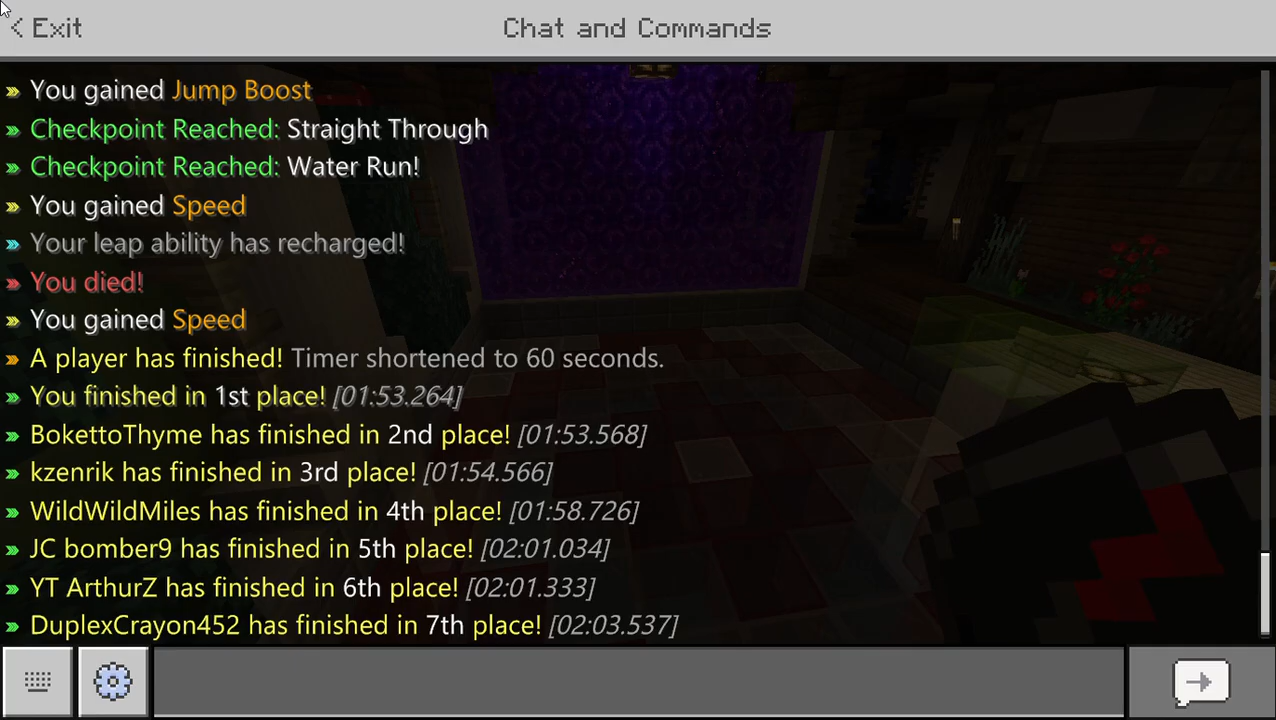 < Exit
Chat and Commands
» You gained Jump Boost
» Checkpoint Reached: Straight Through
» Checkpoint Reached: Water Run!
» You gained Speed
» Your leap ability has recharged!
» You died!
» You gained Speed
» A player has finished! Timer shortened to 60 seconds.
» You finished in 1st place! [01:53.264]
» BokettoThyme has finished in 2nd place! [01:53.568]
» kzenrik has finished in 3rd place! [01:54.566]
» WildWildMiles has finished in 4th place! [01:58.726]
» JC bomber9 has finished in 5th place! [02:01.034]
» YT ArthurZ has finished in 6th place! [02:01.333]
» DuplexCrayon452 has finished in 7th place! [02:03.537]